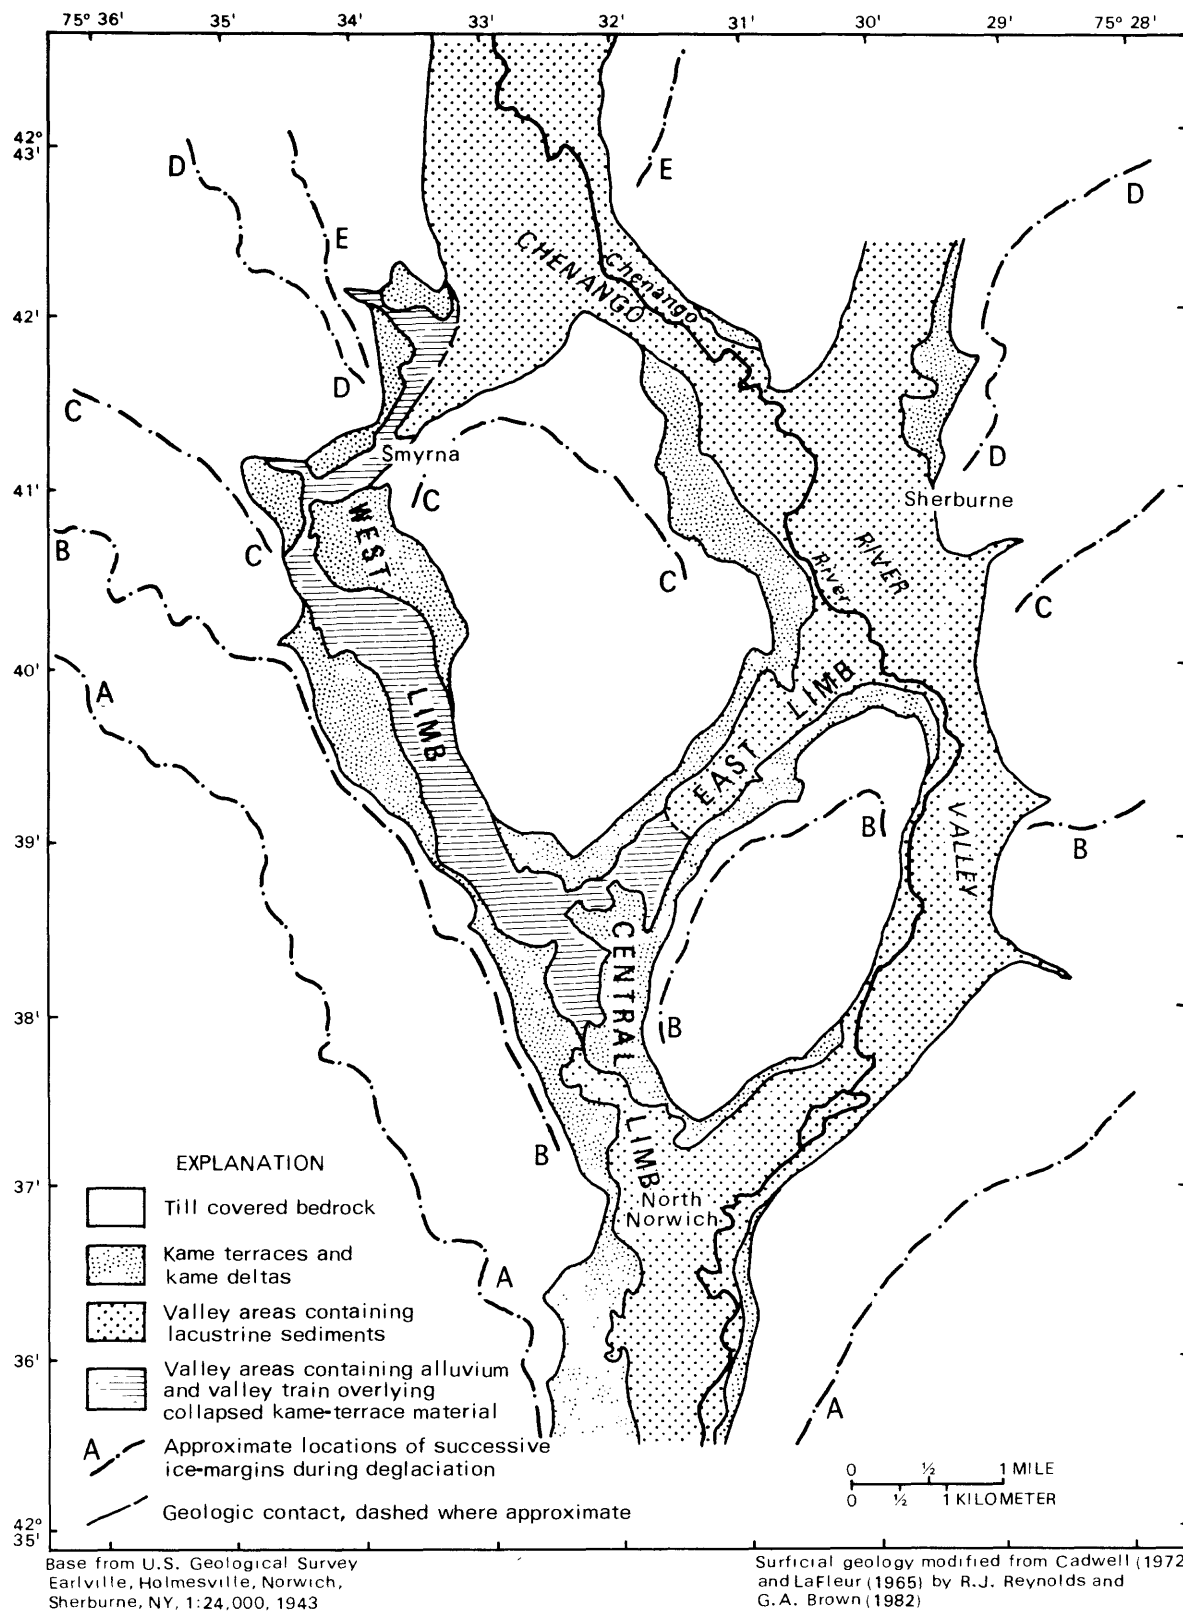 75° 36' 35' 34' 33' 32' 31' 30' 29' 75° 28'
42°
43'
42'
41'
40'
39'
38'
37'
36'
42°
35'
D
E
E
D
D
C
B
A
D
C
C
C
B
B
B
D
C
A
B
A
A
CHENANGO
Chenango
Smyrna
Sherburne
WEST
LIMB
RIVER
River
EAST LIMB
VALLEY
CENTRAL
LIMB
North
Norwich
EXPLANATION
Till covered bedrock
Kame terraces and
kame deltas
Valley areas containing
lacustrine sediments
Valley areas containing alluvium
and valley train overlying
collapsed kame-terrace material
A Approximate locations of successive
ice-margins during deglaciation
Geologic contact, dashed where approximate
0 ½ 1 MILE
0 ½ 1 KILOMETER
Base from U.S. Geological Survey
Earlville, Holmesville, Norwich,
Sherburne, NY, 1:24,000, 1943
Surficial geology modified from Cadwell (1972
and LaFleur (1965) by R.J. Reynolds and
G.A. Brown (1982)